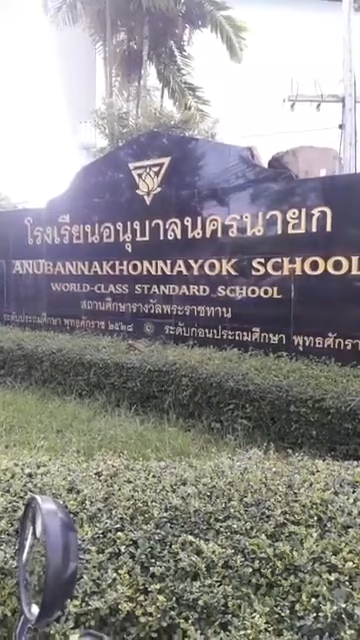 โรงเรียนอนุบาลนครนายก
ANUBANNAKHONNAYOK SCHOOL
WORLD-CLASS STANDARD SCHOOL
สถานศึกษารางวัลพระราชทาน
ระดับประถมศึกษา พุทธศักราช ๒๕๔๘ ระดับก่อนประถมศึกษา พุทธศักรา